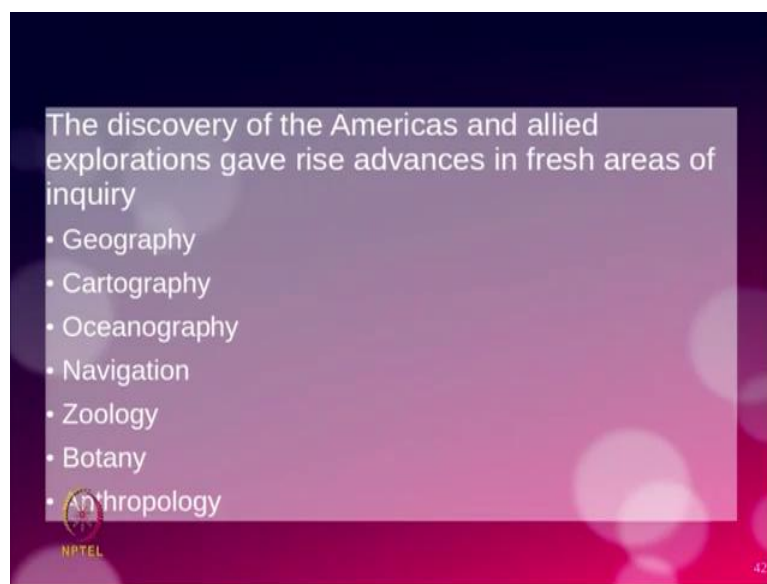 The discovery of the Americas and allied
explorations gave rise advances in fresh areas of
inquiry
• Geography
• Cartography
• Oceanography
• Navigation
• Zoology
• Botany
• Anthropology
NPTEL
42